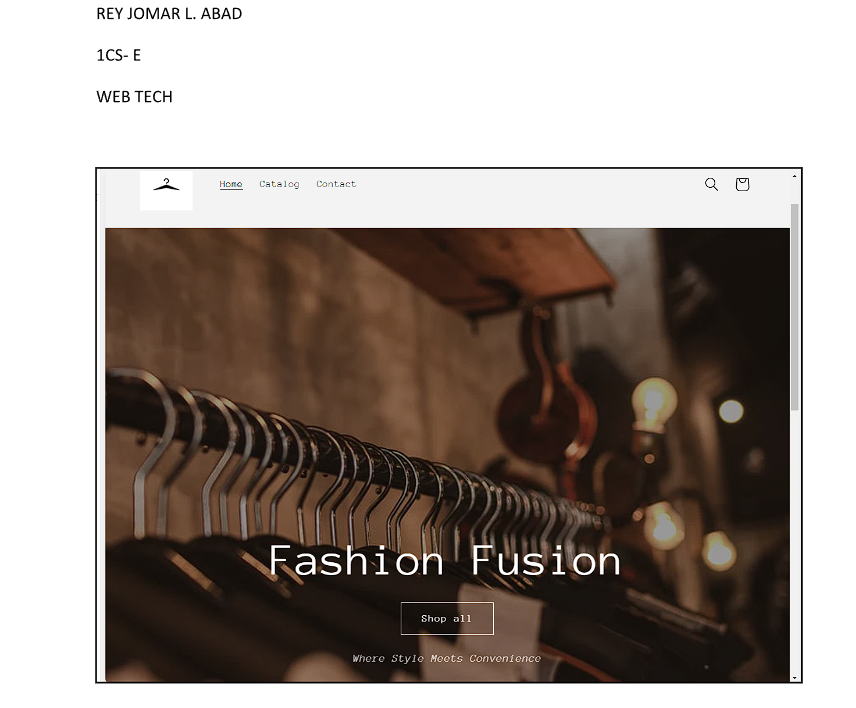 REY JOMAR L. ABAD
1CS- E
WEB TECH
Home Catalog Contact
Fashion Fusion
Shop all
Where Style Meets Convenience